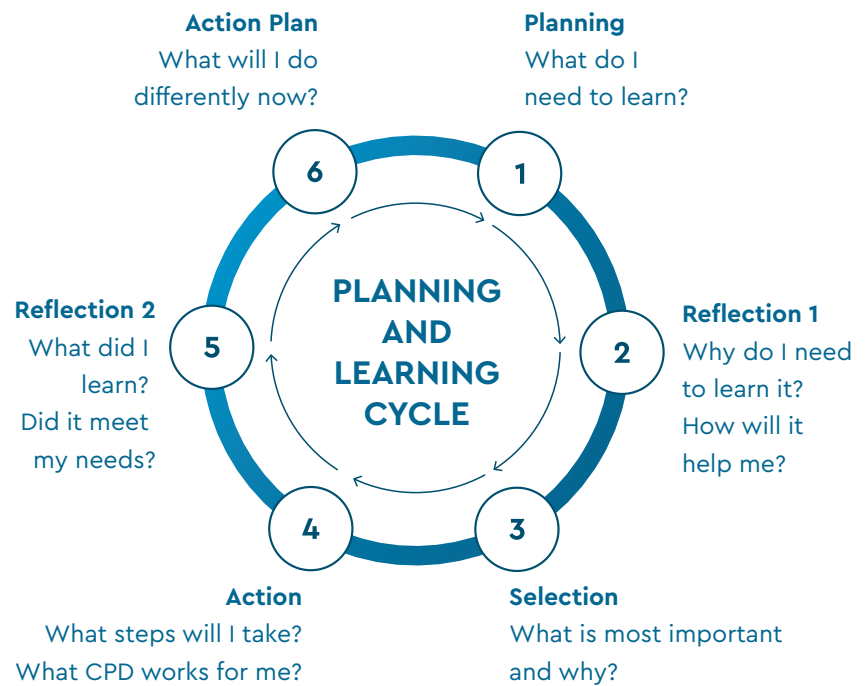 Action Plan
What will I do
differently now?
6
Planning
What do I
need to learn?
1
PLANNING
AND
LEARNING
CYCLE
Reflection 1
Why do I need
to learn it?
How will it
help me?
2
Selection
What is most important
and why?
3
Action
What steps will I take?
What CPD works for me?
4
Reflection 2
What did I
learn?
Did it meet
my needs?
5